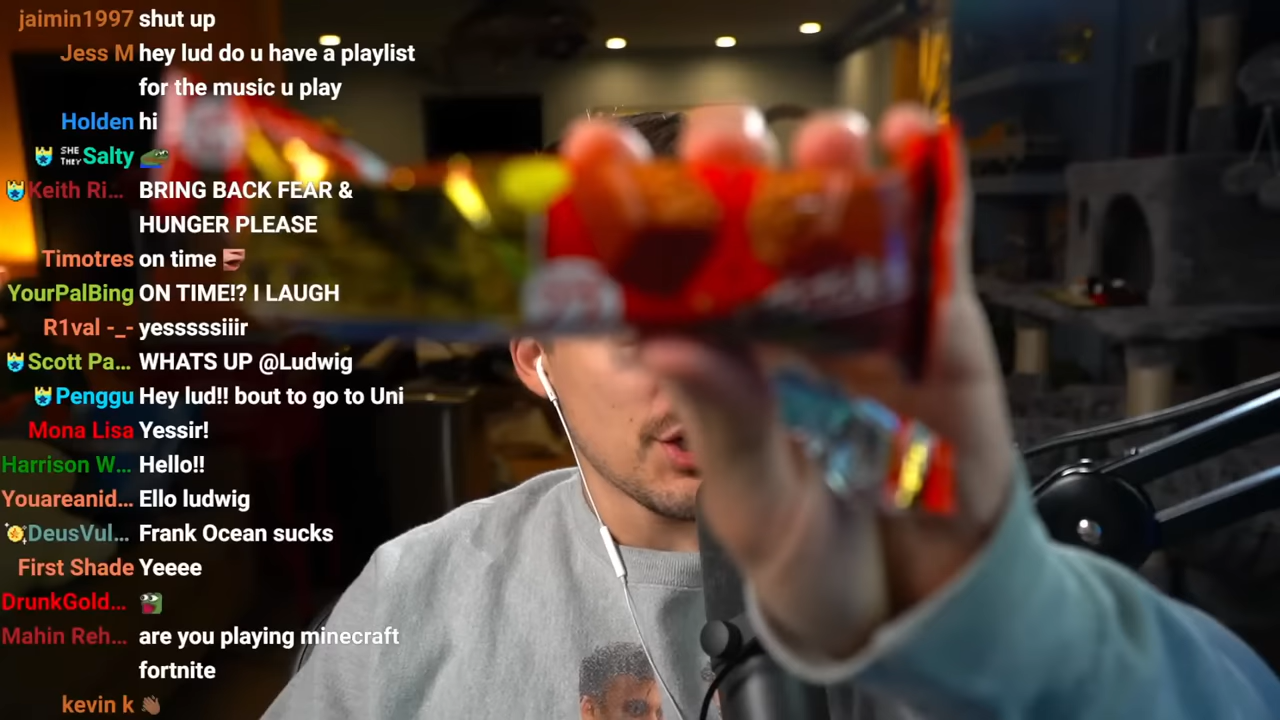 jaimin1997 shut up
Jess M hey lud do u have a playlist
for the music u play
Holden hi
SHE
THEY Salty
Keith Ri... BRING BACK FEAR &
HUNGER PLEASE
Timotres on time
YourPalBing ON TIME!? I LAUGH
R1val -_- yesssssiiir
Scott Pa... WHATS UP @Ludwig
Penggu Hey lud!! bout to go to Uni
Mona Lisa Yessir!
Harrison W... Hello!!
Youareanid... Ello ludwig
DeusVul... Frank Ocean sucks
First Shade Yeeee
DrunkGold...
Mahin Reh... are you playing minecraft
fortnite
kevin k